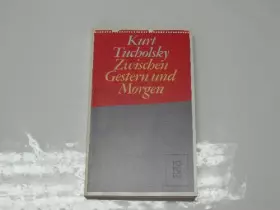 Kurt
Tucholsky
Zwischen
Gestern und
Morgen